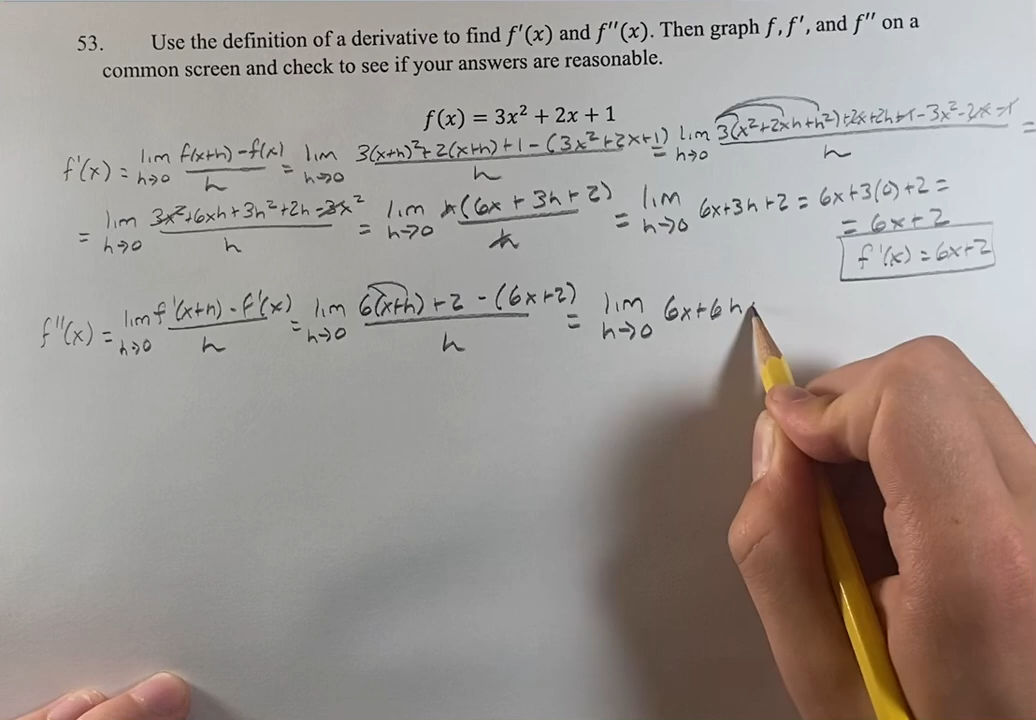 53. Use the definition of a derivative to find f'(x) and f''(x). Then graph f, f', and f'' on a
common screen and check to see if your answers are reasonable.
f(x) = 3x² + 2x + 1
f'(x) = lim h→0 f(x+h) - f(x) / h = lim h→0 3(x+h)² + 2(x+h) + 1 - (3x² + 2x + 1) / h = lim h→0 3(x² + 2xh + h²) + 2x + 2h + 1 - 3x² - 2x - 1 / h =
= lim h→0 3x² + 6xh + 3h² + 2h - 3x² / h = lim h→0 h(6x + 3h + 2) / h = lim h→0 6x + 3h + 2 = 6x + 3(0) + 2 =
= 6x + 2
f'(x) = 6x + 2
f''(x) = lim h→0 f'(x+h) - f'(x) / h = lim h→0 6(x+h) + 2 - (6x + 2) / h = lim h→0 6x + 6h